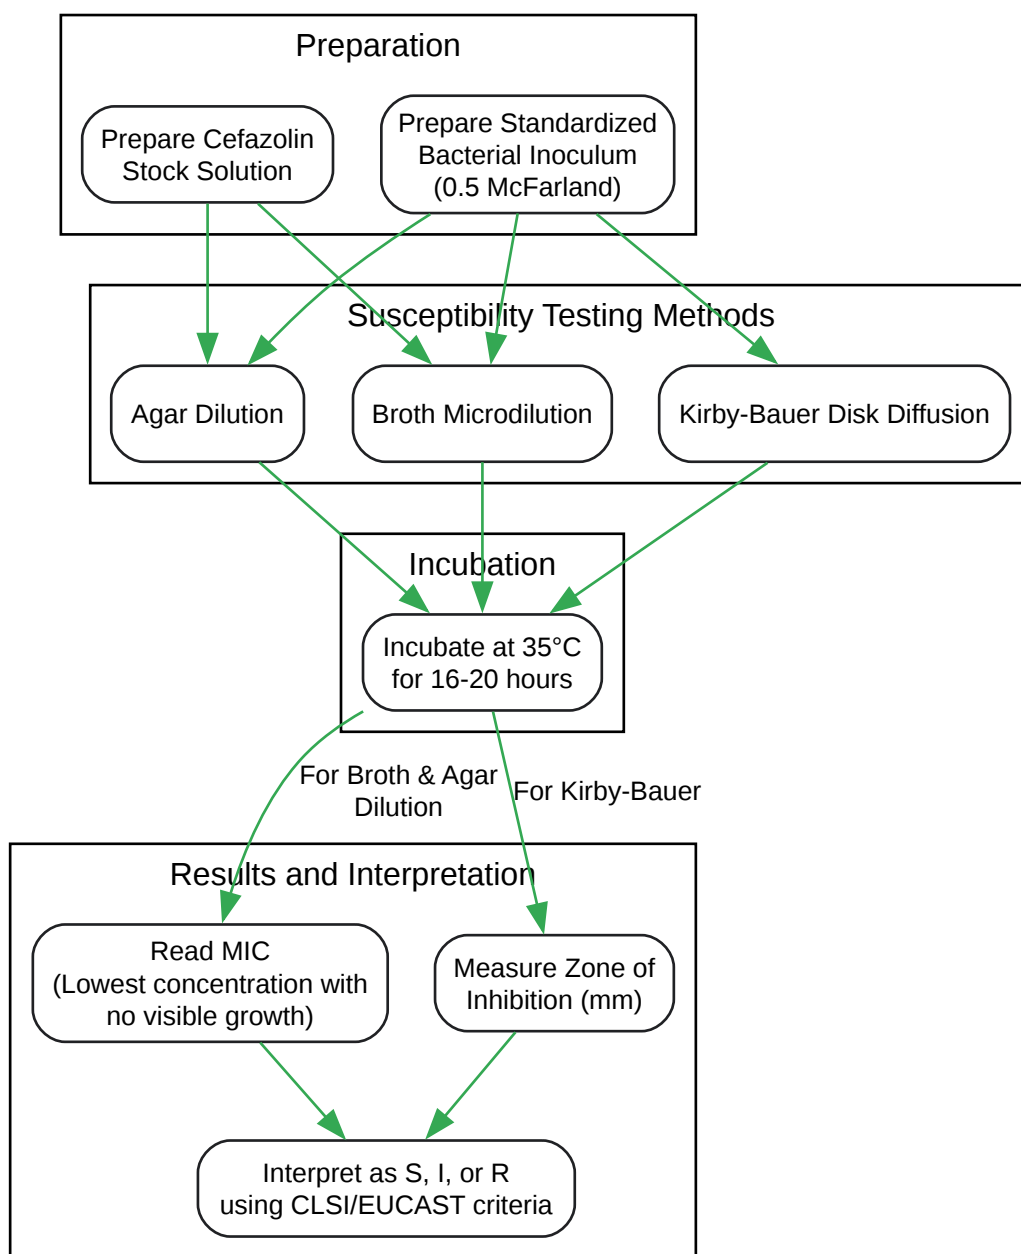 Preparation
Prepare Cefazolin
Stock Solution
Prepare Standardized
Bacterial Inoculum
(0.5 McFarland)
Susceptibility Testing Methods
Agar Dilution
Broth Microdilution
Kirby-Bauer Disk Diffusion
Incubation
Incubate at 35°C
for 16-20 hours
For Broth & Agar
Dilution
For Kirby-Bauer
Results and Interpretation
Read MIC
(Lowest concentration with
no visible growth)
Measure Zone of
Inhibition (mm)
Interpret as S, I, or R
using CLSI/EUCAST criteria